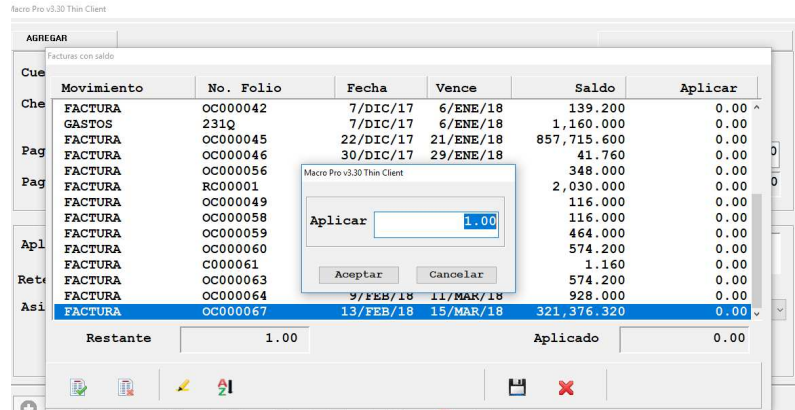 Macro Pro v3.30 Thin Client
AGREGAR
Facturas con saldo
Cue
Che
Pag
Pag
Apl
Rete
Asi
Movimiento No. Folio Fecha Vence Saldo Aplicar
FACTURA OC000042 7/DIC/17 6/ENE/18 139.200 0.00
GASTOS 231Q 7/DIC/17 6/ENE/18 1,160.000 0.00
FACTURA OC000045 22/DIC/17 21/ENE/18 857,715.600 0.00
FACTURA OC000046 30/DIC/17 29/ENE/18 41.760 0.00
FACTURA OC000056 348.000 0.00
FACTURA RC00001 2,030.000 0.00
FACTURA OC000049 116.000 0.00
FACTURA OC000058 116.000 0.00
FACTURA OC000059 464.000 0.00
FACTURA OC000060 574.200 0.00
FACTURA C000061 1.160 0.00
FACTURA OC000063 574.200 0.00
FACTURA OC000064 9/FEB/18 11/MAR/18 928.000 0.00
FACTURA OC000067 13/FEB/18 15/MAR/18 321,376.320 0.00
Macro Pro v3.30 Thin Client
Aplicar 1.00
Aceptar Cancelar
Restante 1.00 Aplicado 0.00